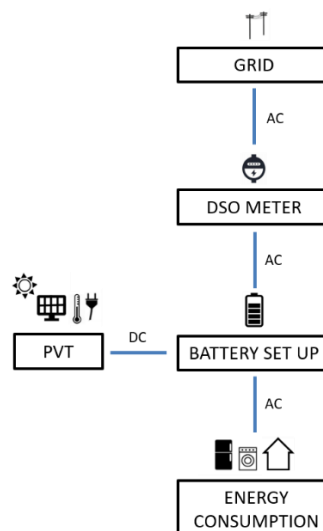 GRID
AC
DSO METER
AC
DC
PVT
BATTERY SET UP
AC
ENERGY
CONSUMPTION